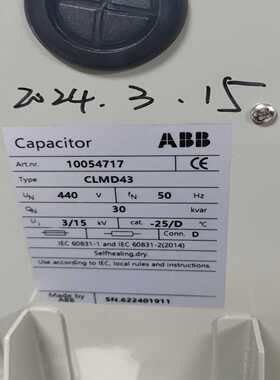 2024.3.15
Capacitor ABB
Art.nr. 10054717 CE
Type CLMD43
UN 440 V fN 50 Hz
QN 30 kvar
Ui 3/15 kV cat. -25/D °C
Conn. D
IEC 60831-1 and IEC 60831-2(2014)
Selfhealing,dry.
Use according to IEC, local rules and instructions.
Made by
ABB SN.622401911